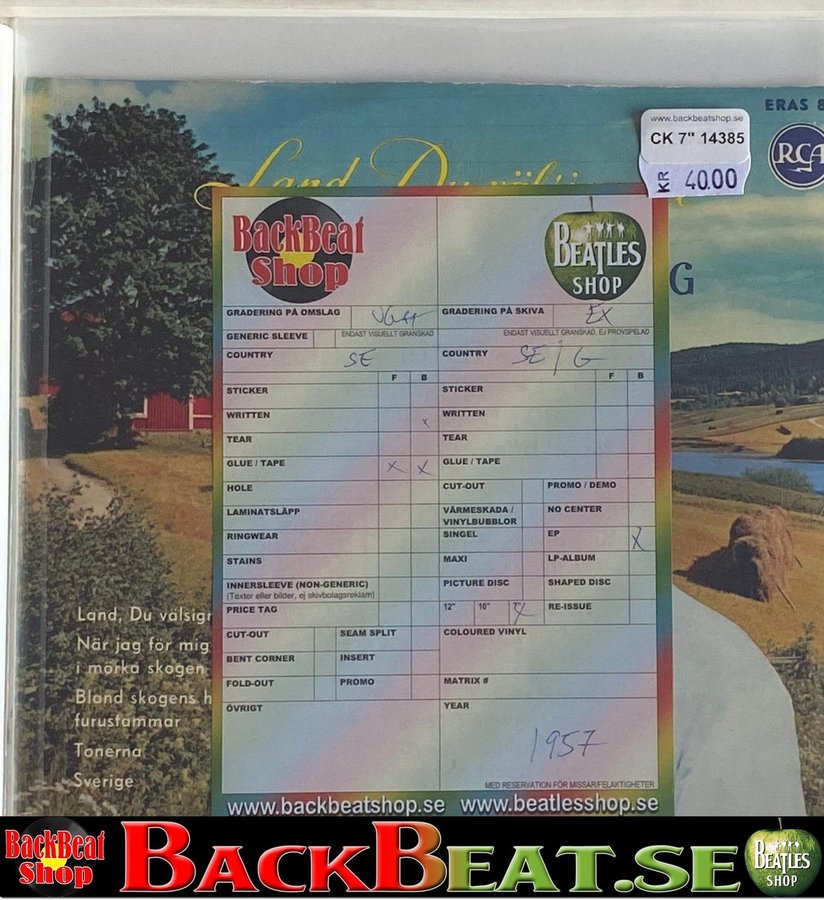 ERAS 8
www.backbeatshop.se
CK 7" 14385
KR 40.00
RCA
Land, Du välsi
G
BackBeat
Shop
BEATLES
SHOP
GRADERING PÅ OMSLAG
GRADERING PÅ SKIVA EX
GENERIC SLEEVE ENDAST VISUELLT GRANSKAD
ENDAST VISUELLT GRANSKAD, EJ PROVSPELAD
COUNTRY SE
COUNTRY SE/G
F B
F B
STICKER
STICKER
WRITTEN x
WRITTEN
TEAR
TEAR
GLUE / TAPE x x
GLUE / TAPE
HOLE
CUT-OUT PROMO / DEMO
LAMINATSLÄPP
VÄRMESKADA / NO CENTER
VINYLBUBBLOR
RINGWEAR
SINGEL EP X
STAINS
MAXI LP-ALBUM
INNERSLEEVE (NON-GENERIC)
(Texter eller bilder, ej skivbolagsreklam)
PICTURE DISC SHAPED DISC
PRICE TAG
12" 10" 7" X RE-ISSUE
CUT-OUT SEAM SPLIT
COLOURED VINYL
BENT CORNER INSERT
FOLD-OUT PROMO
MATRIX #
ÖVRIGT
YEAR
1957
MED RESERVATION FÖR MISSAR/FELAKTIGHETER
www.backbeatshop.se www.beatlesshop.se
Land, Du välsigr
När jag för mig
i mörka skogen
Bland skogens h
furustammar
Tonerna
Sverige
BackBeat
Shop
BACKBEAT.SE
BEATLES
SHOP